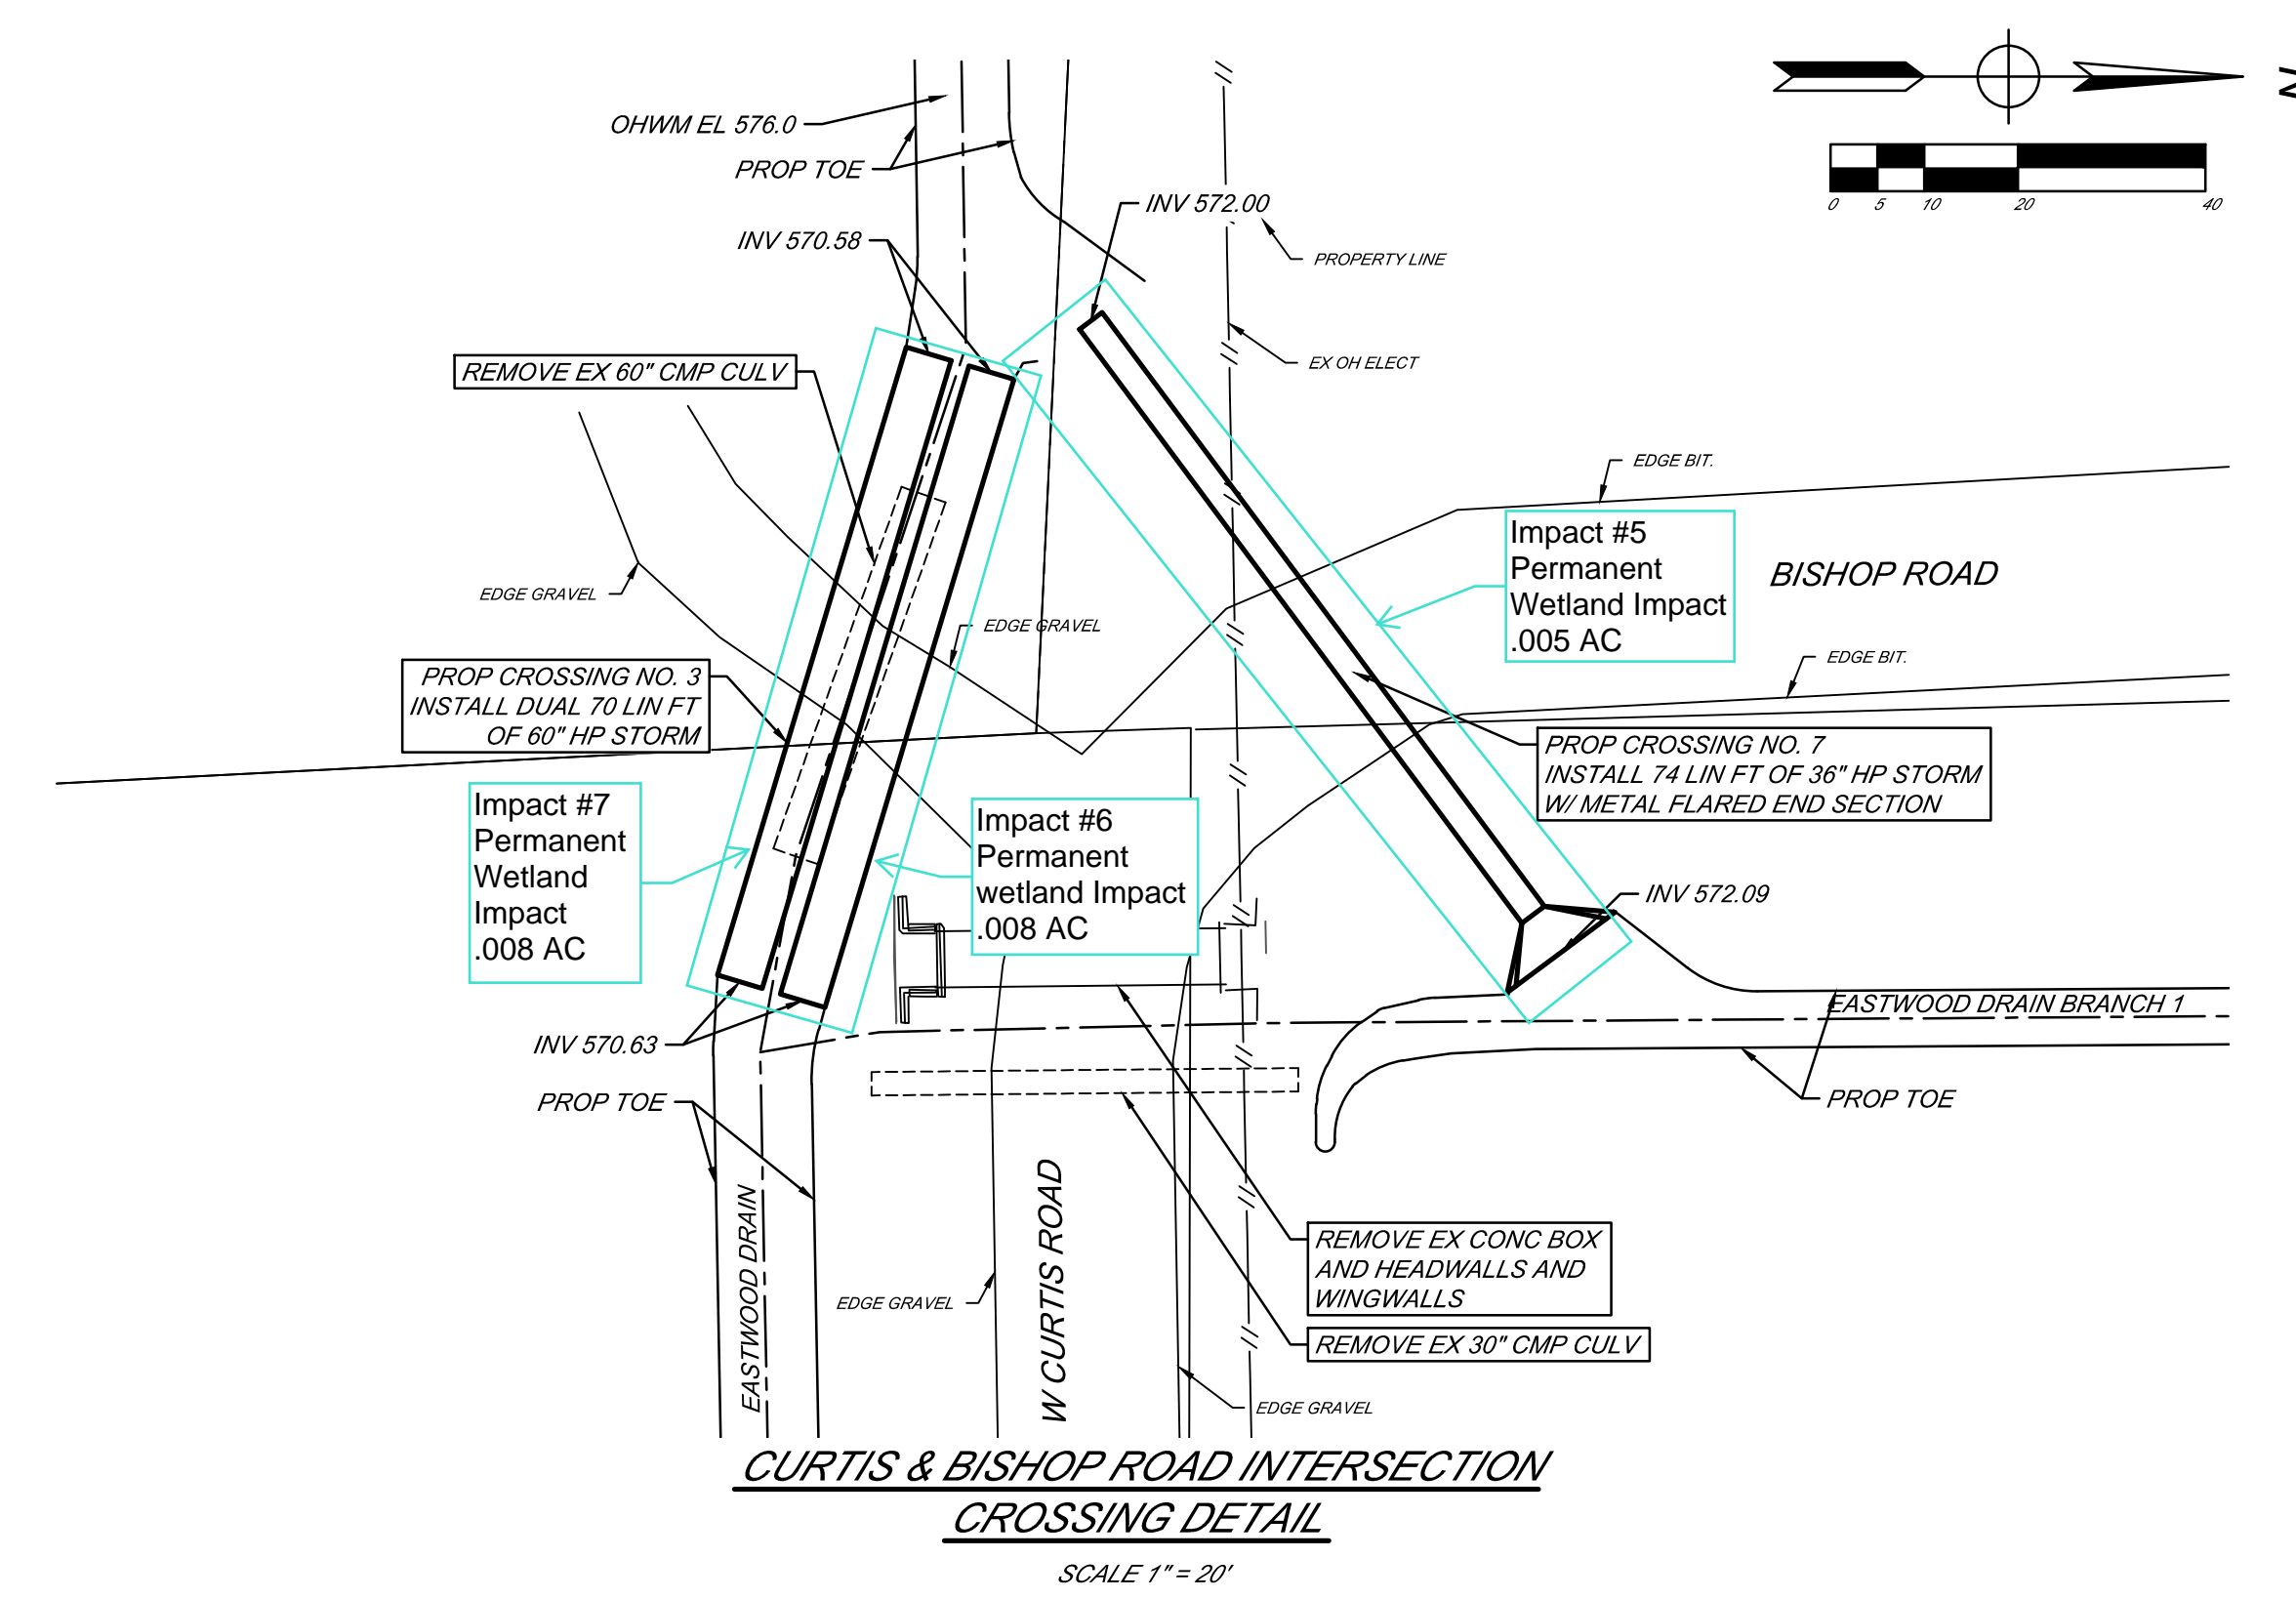 N
0 5 10 20 40
OHWM EL 576.0
PROP TOE
INV 572.00
INV 570.58
PROPERTY LINE
REMOVE EX 60" CMP CULV
EX OH ELECT
EDGE BIT.
Impact #5
Permanent
Wetland Impact
.005 AC
BISHOP ROAD
EDGE GRAVEL
EDGE GRAVEL
EDGE BIT.
PROP CROSSING NO. 3
INSTALL DUAL 70 LIN FT
OF 60" HP STORM
PROP CROSSING NO. 7
INSTALL 74 LIN FT OF 36" HP STORM
W/ METAL FLARED END SECTION
Impact #7
Permanent
Wetland
Impact
.008 AC
Impact #6
Permanent
wetland Impact
.008 AC
INV 572.09
EASTWOOD DRAIN BRANCH 1
INV 570.63
PROP TOE
PROP TOE
EASTWOOD DRAIN
W CURTIS ROAD
REMOVE EX CONC BOX
AND HEADWALLS AND
WINGWALLS
EDGE GRAVEL
REMOVE EX 30" CMP CULV
EDGE GRAVEL
CURTIS & BISHOP ROAD INTERSECTION
CROSSING DETAIL
SCALE 1" = 20'